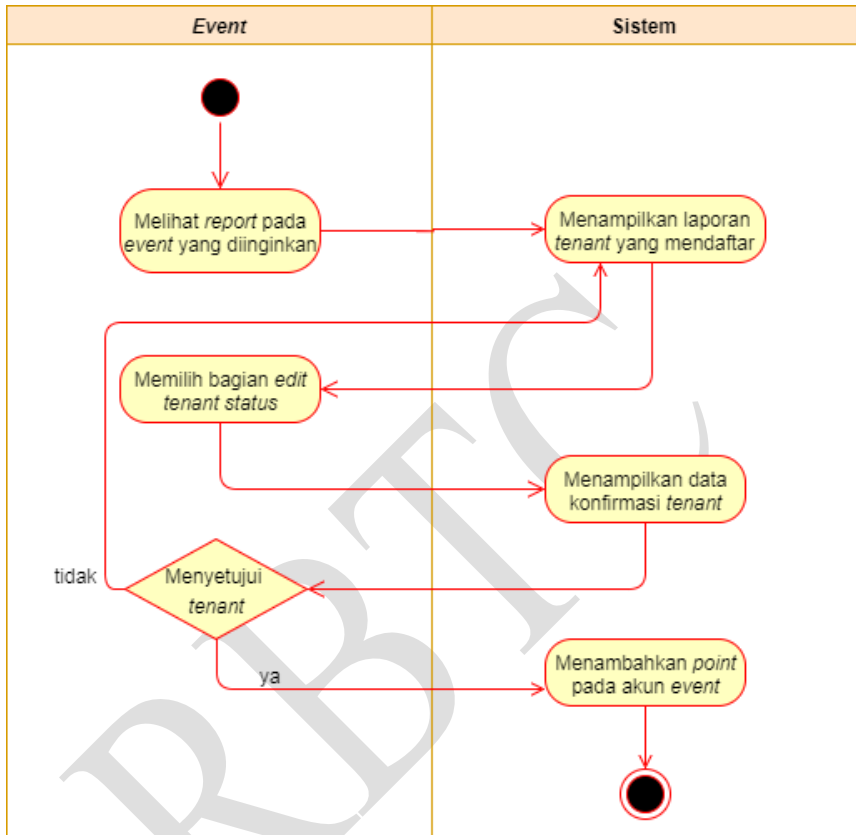 Event
Sistem
Melihat report pada
event yang diinginkan
Menampilkan laporan
tenant yang mendaftar
Memilih bagian edit
tenant status
Menampilkan data
konfirmasi tenant
tidak
Menyetujui
tenant
ya
Menambahkan point
pada akun event
RBTC